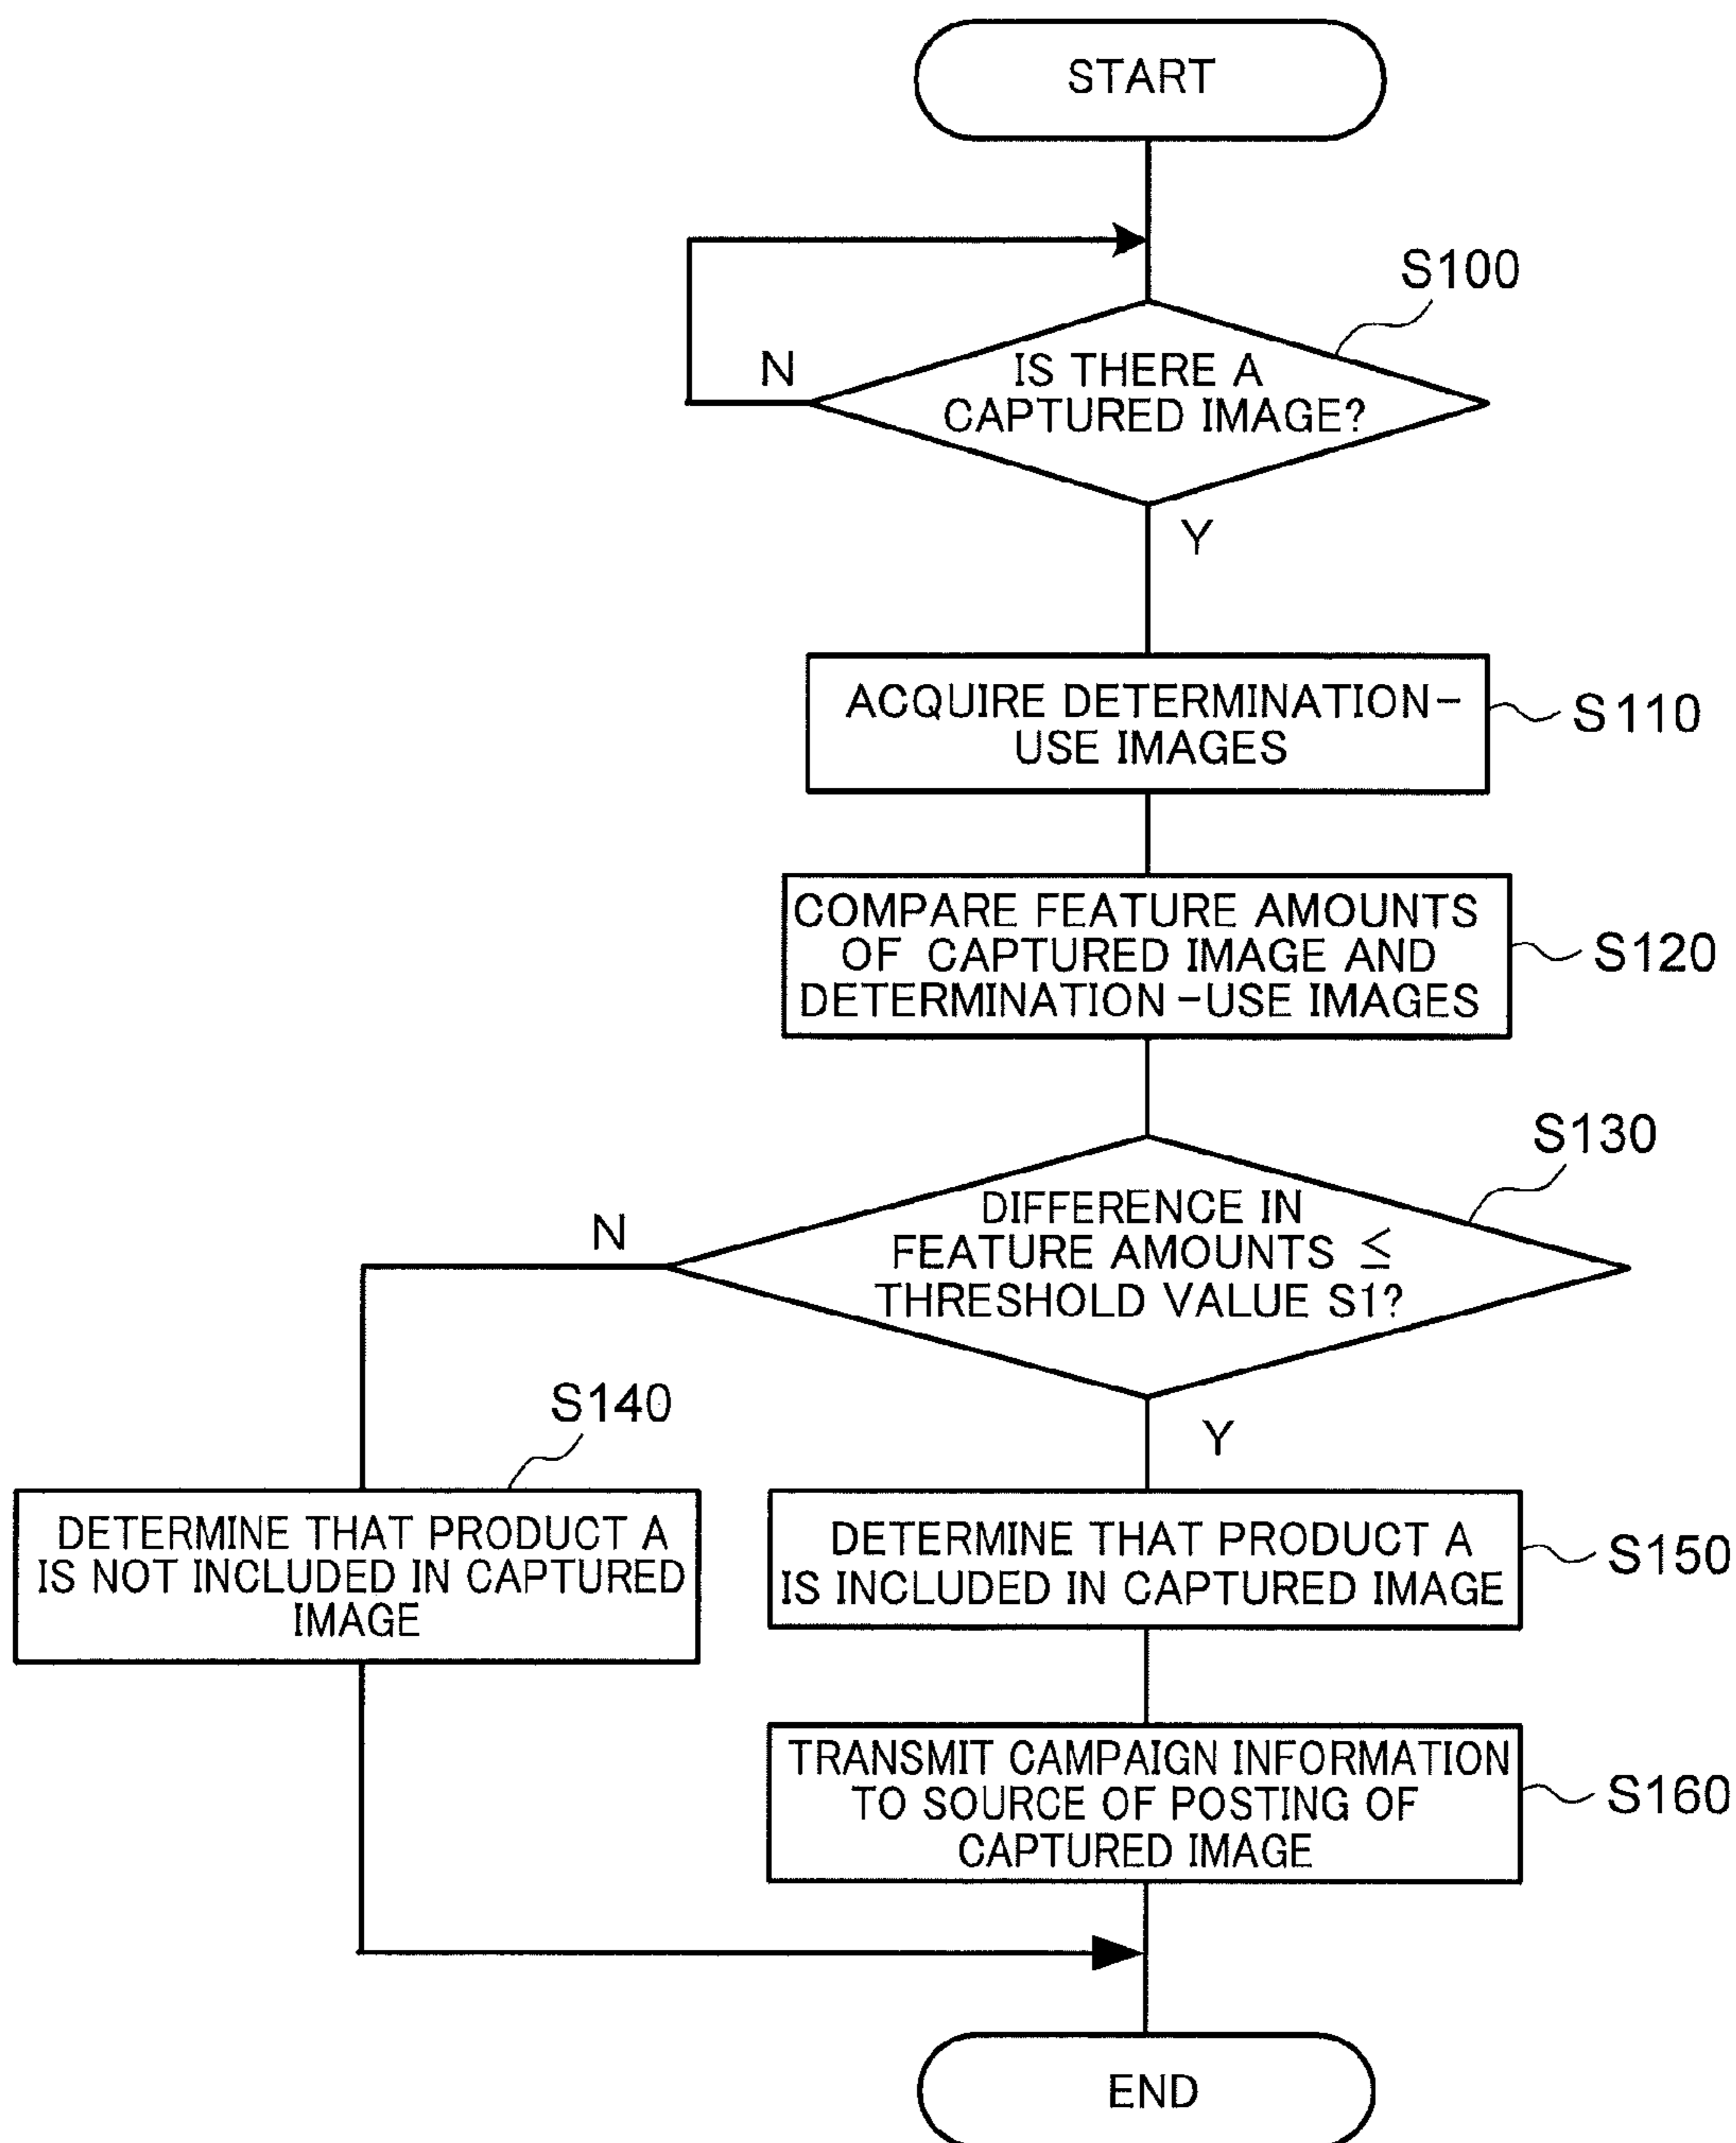 START
S100
N
IS THERE A
CAPTURED IMAGE?
Y
ACQUIRE DETERMINATION-
USE IMAGES
S110
COMPARE FEATURE AMOUNTS
OF CAPTURED IMAGE AND
DETERMINATION-USE IMAGES
S120
S130
N
DIFFERENCE IN
FEATURE AMOUNTS ≦
THRESHOLD VALUE S1?
Y
S140
DETERMINE THAT PRODUCT A
IS NOT INCLUDED IN CAPTURED
IMAGE
DETERMINE THAT PRODUCT A
IS INCLUDED IN CAPTURED IMAGE
S150
TRANSMIT CAMPAIGN INFORMATION
TO SOURCE OF POSTING OF
CAPTURED IMAGE
S160
END